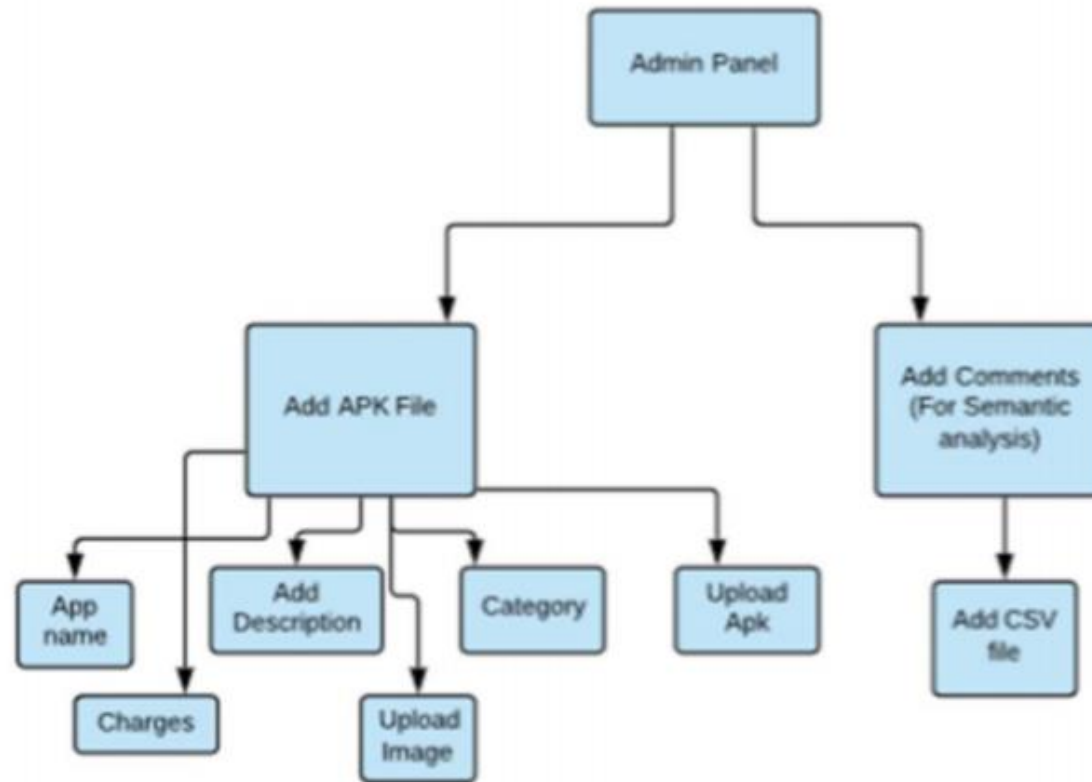 Admin Panel
Add APK File
Add Comments
(For Semantic
analysis)
App
name
Add
Description
Category
Upload
Apk
Add CSV
file
Charges
Upload
Image